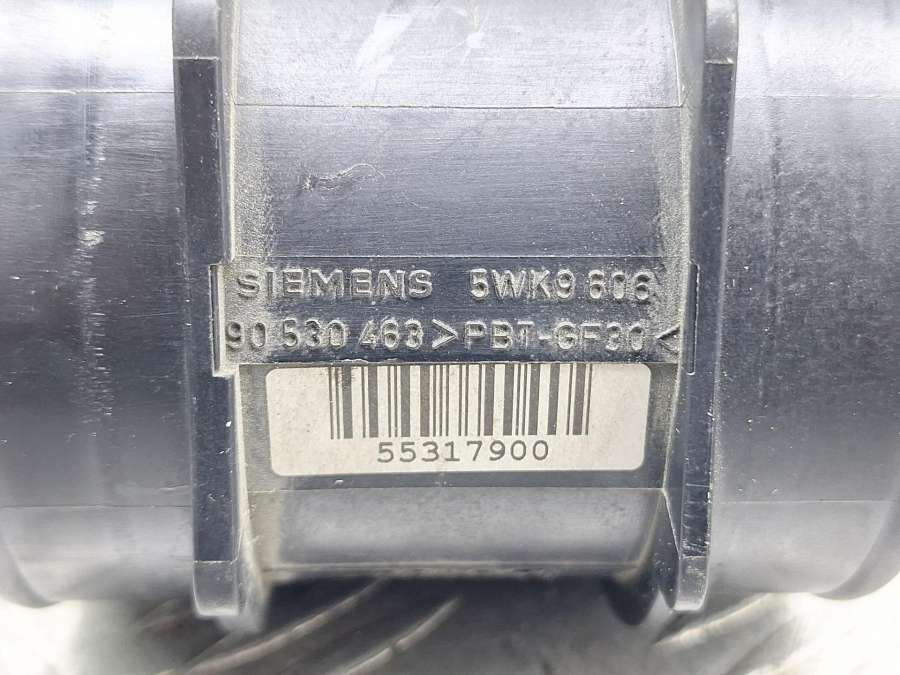 SIEMENS 5WK9 606
90 530 463 >PBT-GF30<
55317900